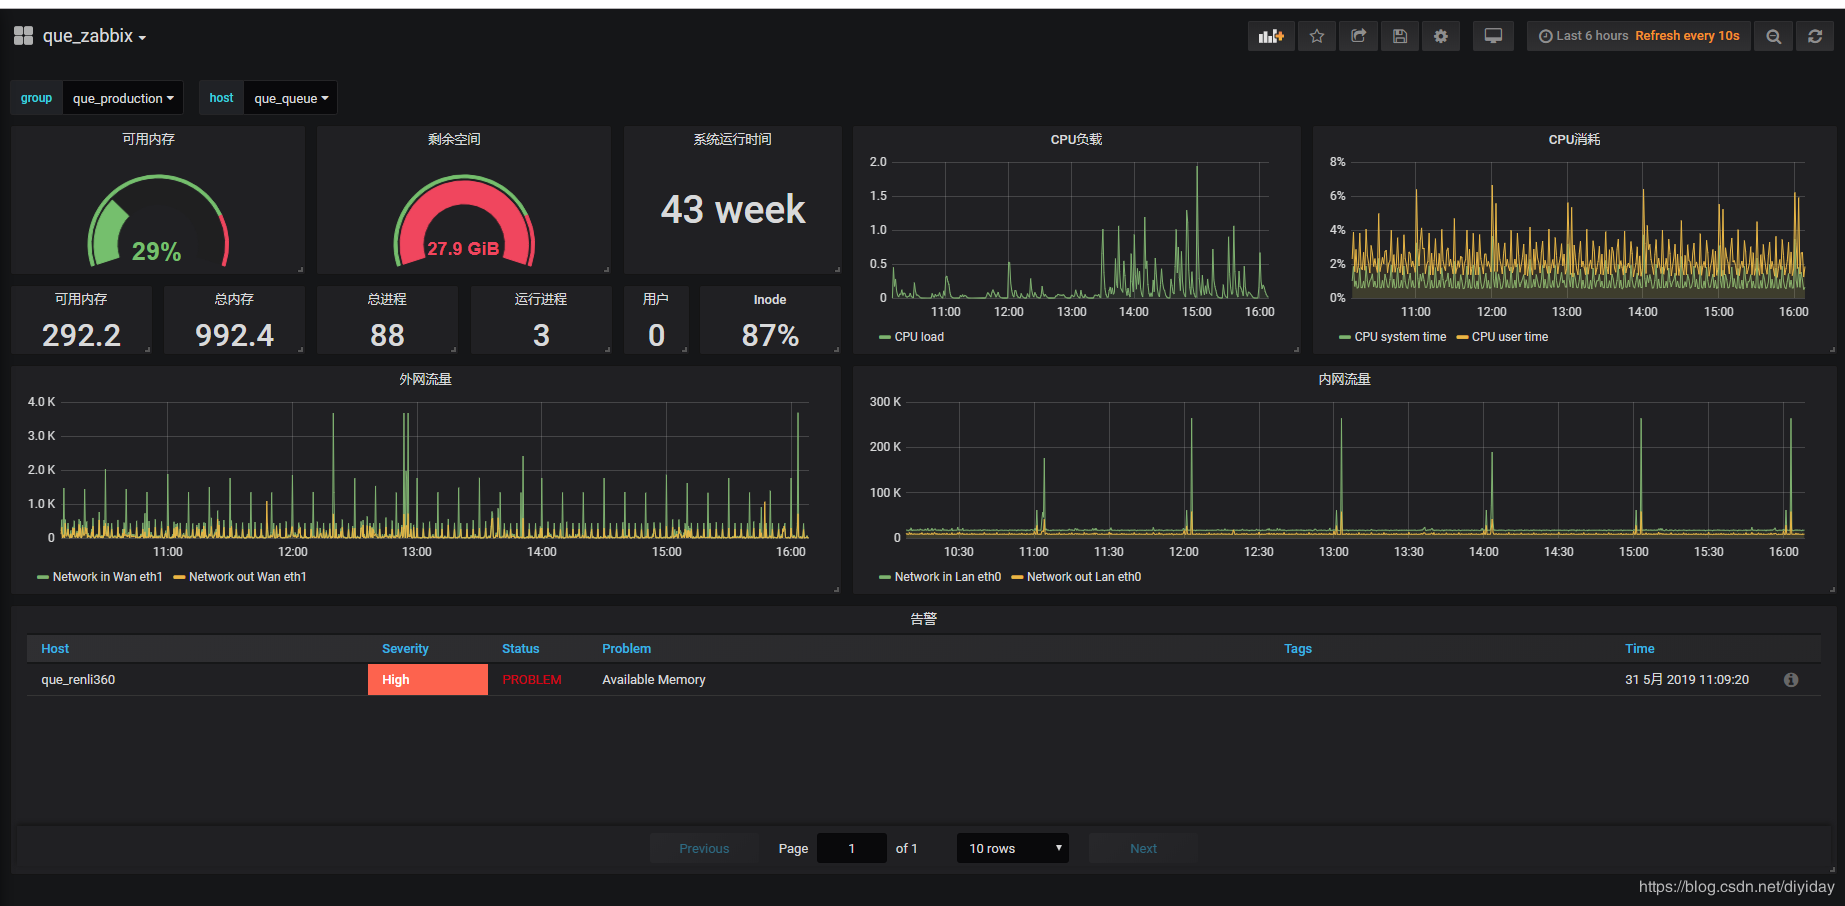 que_zabbix
Last 6 hours Refresh every 10s
group que_production host que_queue
可用内存
29%
剩余空间
27.9 GiB
系统运行时间
43 week
可用内存
292.2
总内存
992.4
总进程
88
运行进程
3
用户
0
Inode
87%
CPU负载
2.0
1.5
1.0
0.5
0
11:00 12:00 13:00 14:00 15:00 16:00
CPU load
CPU消耗
8%
6%
4%
2%
0%
11:00 12:00 13:00 14:00 15:00 16:00
CPU system time CPU user time
外网流量
4.0 K
3.0 K
2.0 K
1.0 K
0
11:00 12:00 13:00 14:00 15:00 16:00
Network in Wan eth1 Network out Wan eth1
内网流量
300 K
200 K
100 K
0
10:30 11:00 11:30 12:00 12:30 13:00 13:30 14:00 14:30 15:00 15:30 16:00
Network in Lan eth0 Network out Lan eth0
告警
Host Severity Status Problem Tags Time
que_renli360 High PROBLEM Available Memory 31 5月 2019 11:09:20
Previous Page 1 of 1 10 rows Next
https://blog.csdn.net/diyiday